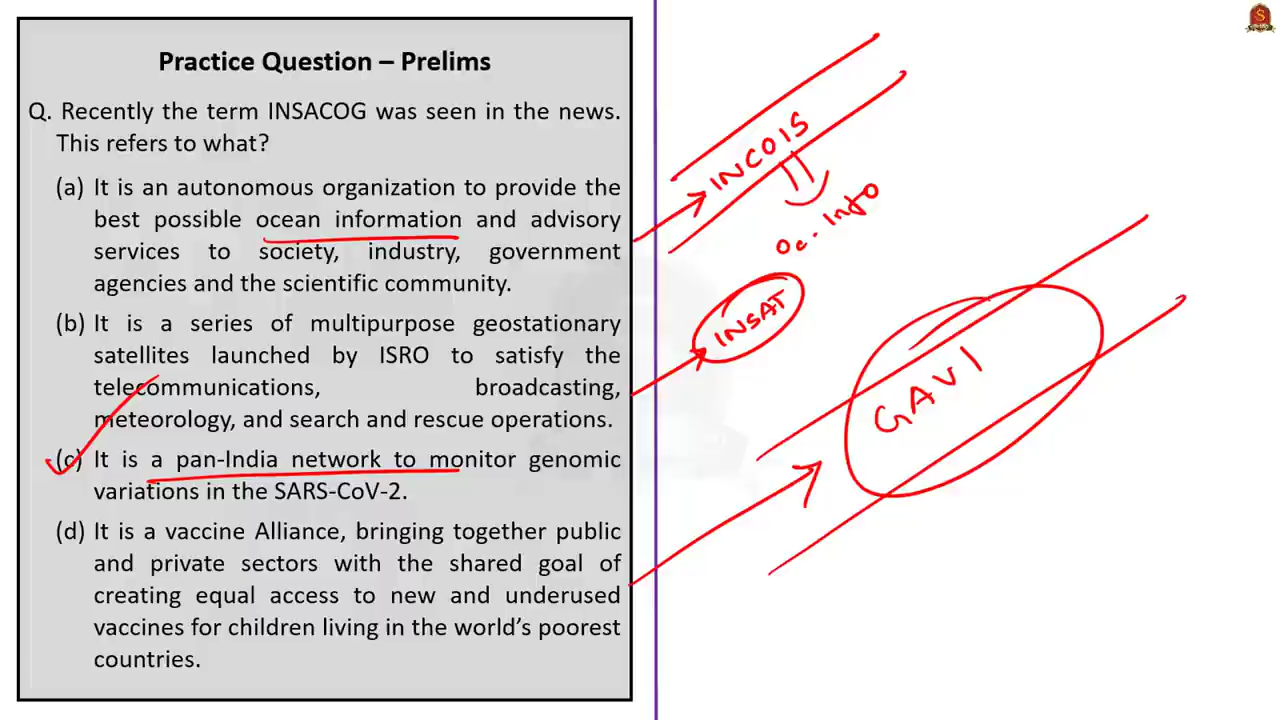 Practice Question – Prelims
Q. Recently the term INSACOG was seen in the news.
This refers to what?
(a) It is an autonomous organization to provide the
best possible ocean information and advisory
services to society, industry, government
agencies and the scientific community.
(b) It is a series of multipurpose geostationary
satellites launched by ISRO to satisfy the
telecommunications, broadcasting,
meteorology, and search and rescue operations.
(c) It is a pan-India network to monitor genomic
variations in the SARS-CoV-2.
(d) It is a vaccine Alliance, bringing together public
and private sectors with the shared goal of
creating equal access to new and underused
vaccines for children living in the world's poorest
countries.
INCOIS
Oc. Info
INSAT
GAVI